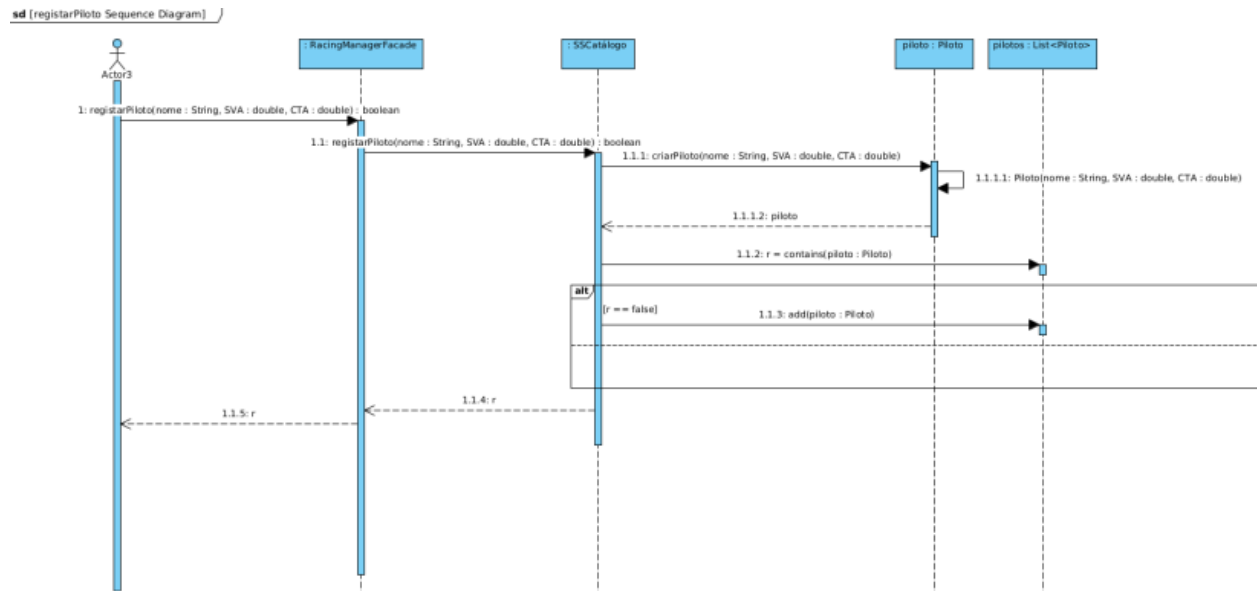 sd [registarPiloto Sequence Diagram]
: RacingManagerFacade
: SSCatálogo
piloto : Piloto
pilotos : List<Piloto>
Actor3
1: registarPiloto(nome : String, SVA : double, CTA : double) : boolean
1.1: registarPiloto(nome : String, SVA : double, CTA : double) : boolean
1.1.1: criarPiloto(nome : String, SVA : double, CTA : double)
1.1.1.1: Piloto(nome : String, SVA : double, CTA : double)
1.1.1.2: piloto
1.1.2: r = contains(piloto : Piloto)
alt
[r == false]
1.1.3: add(piloto : Piloto)
1.1.4: r
1.1.5: r